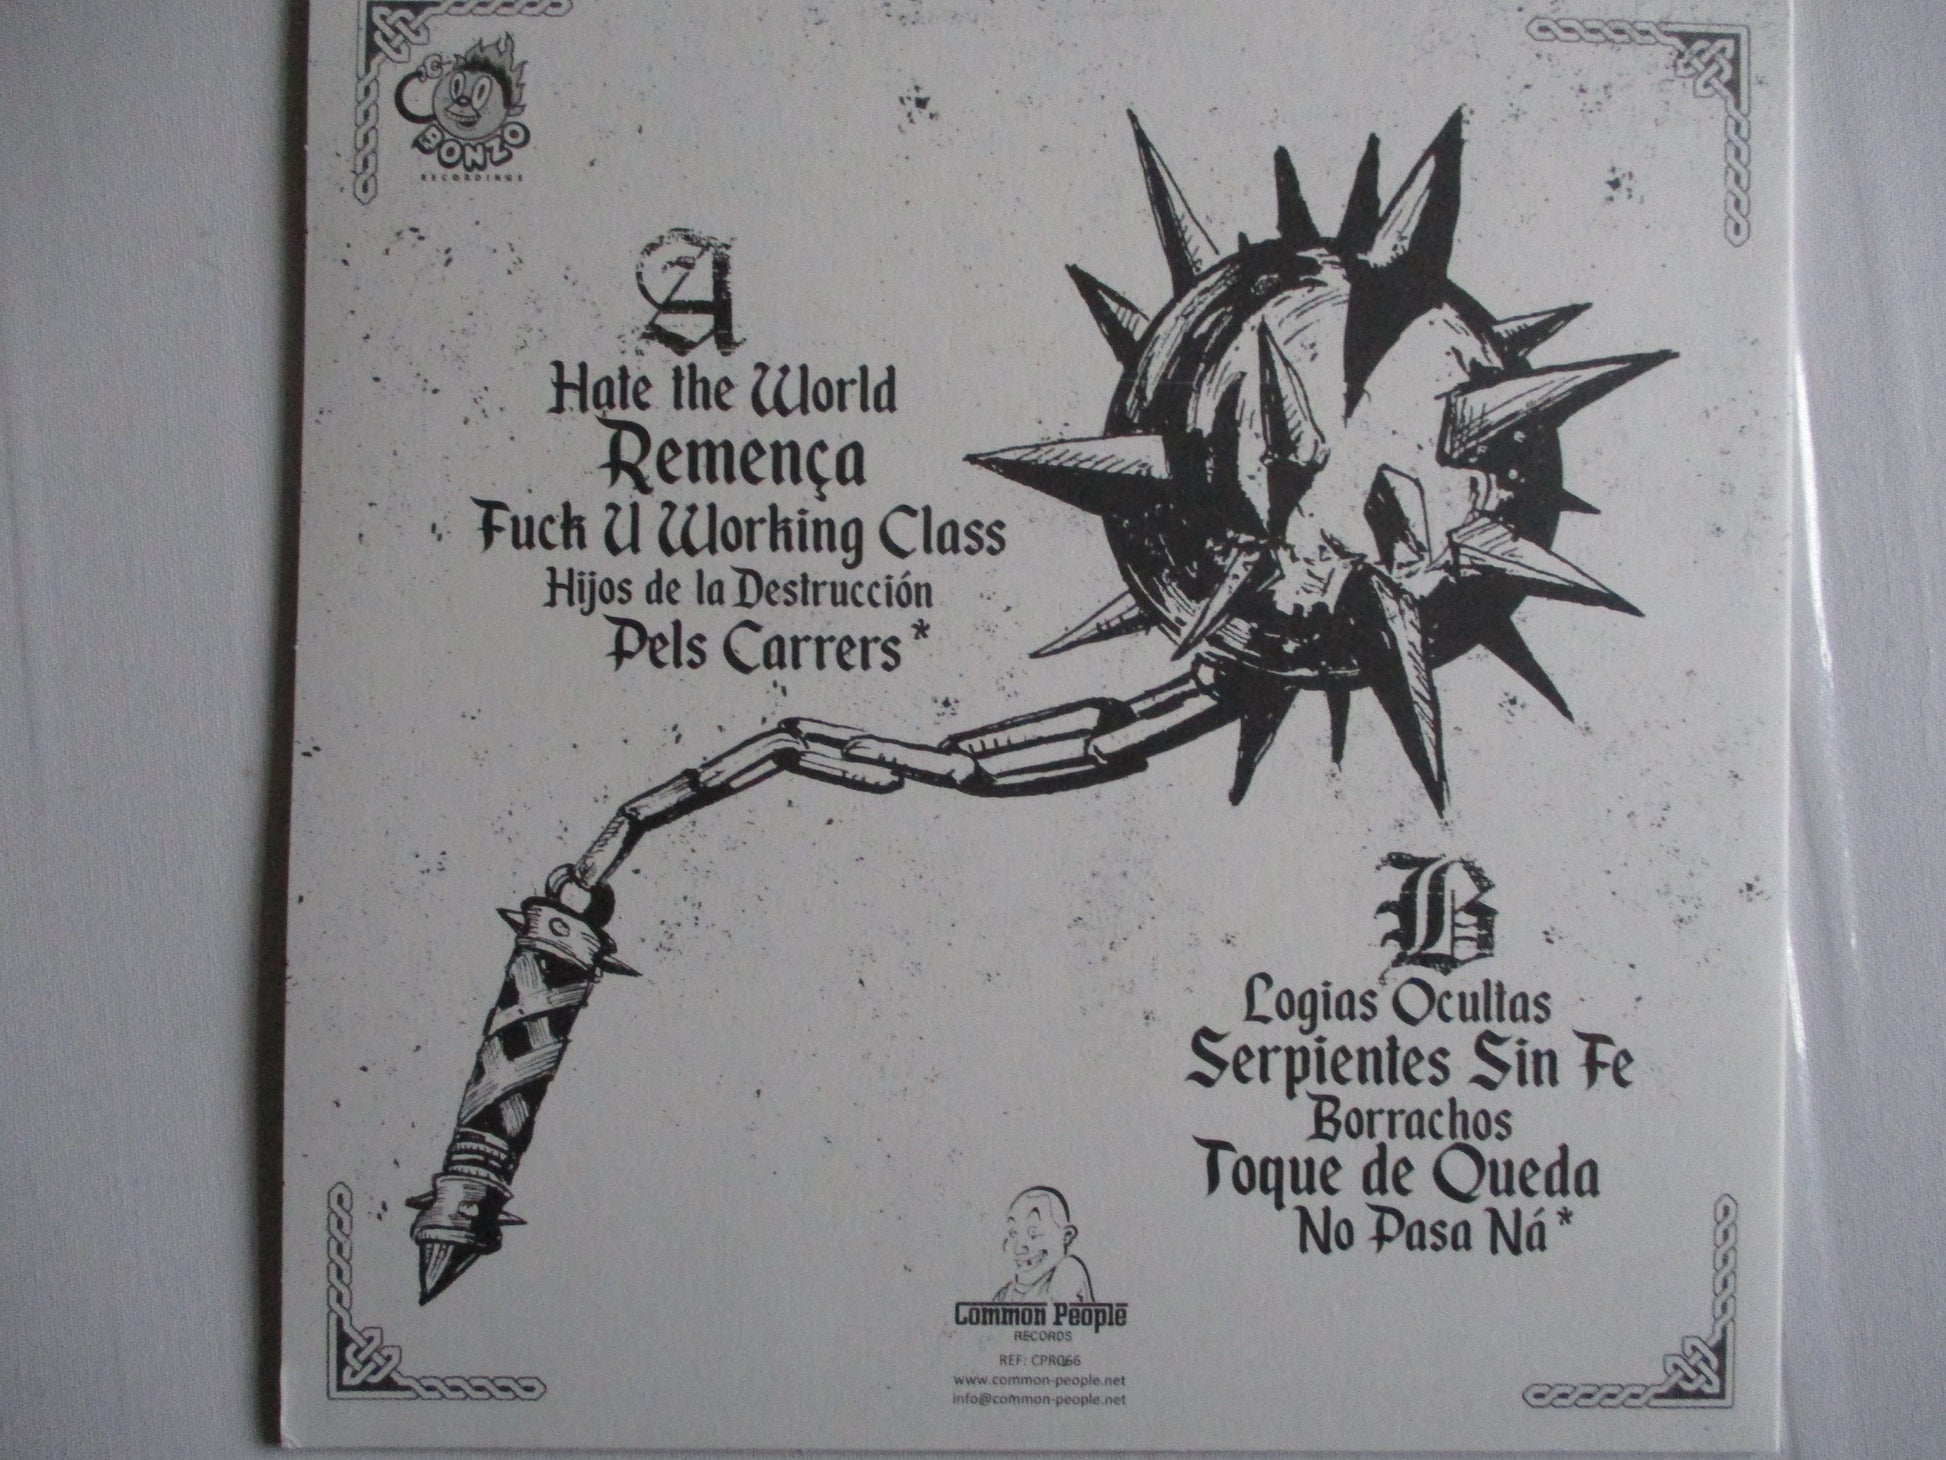 BONZO
RECORDINGS
A
Hate the World
Remença
Fuck U Working Class
Hijos de la Destrucción
Pels Carrers*
B
Logias Ocultas
Serpientes Sin Fe
Borrachos
Toque de Queda
No Pasa Ná*
Common People
RECORDS
REF: CPR066
www.common-people.net
info@common-people.net